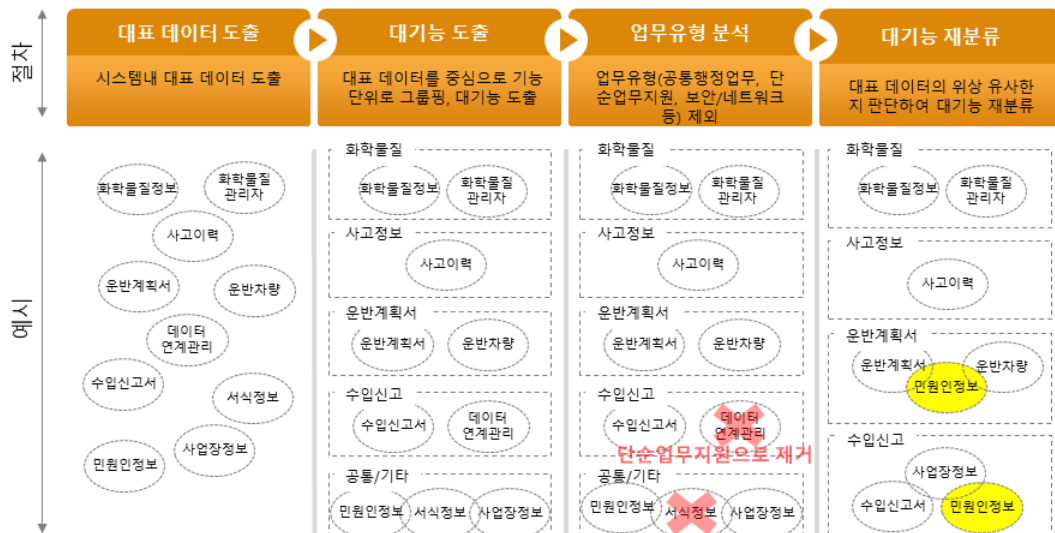 절차
대표 데이터 도출
시스템내 대표 데이터 도출
대기능 도출
대표 데이터를 중심으로 기능
단위로 그룹핑, 대기능 도출
업무유형 분석
업무유형(공통행정업무, 단
순업무지원, 보안/네트워크
등) 제외
대기능 재분류
대표 데이터의 위상 유사한
지 판단하여 대기능 재분류
예시
화학물질정보
화학물질
관리자
사고이력
운반계획서
운반차량
데이터
연계관리
수입신고서
서식정보
사업장정보
민원인정보
화학물질
화학물질정보
화학물질
관리자
사고정보
사고이력
운반계획서
운반계획서
운반차량
수입신고
수입신고서
데이터
연계관리
공통/기타
민원인정보
서식정보
사업장정보
화학물질
화학물질정보
화학물질
관리자
사고정보
사고이력
운반계획서
운반계획서
운반차량
수입신고
수입신고서
데이터
연계관리
단순업무지원으로 제거
공통/기타
민원인정보
서식정보
사업장정보
화학물질
화학물질정보
화학물질
관리자
사고정보
사고이력
운반계획서
운반계획서
운반차량
민원인정보
수입신고
사업장정보
수입신고서
민원인정보